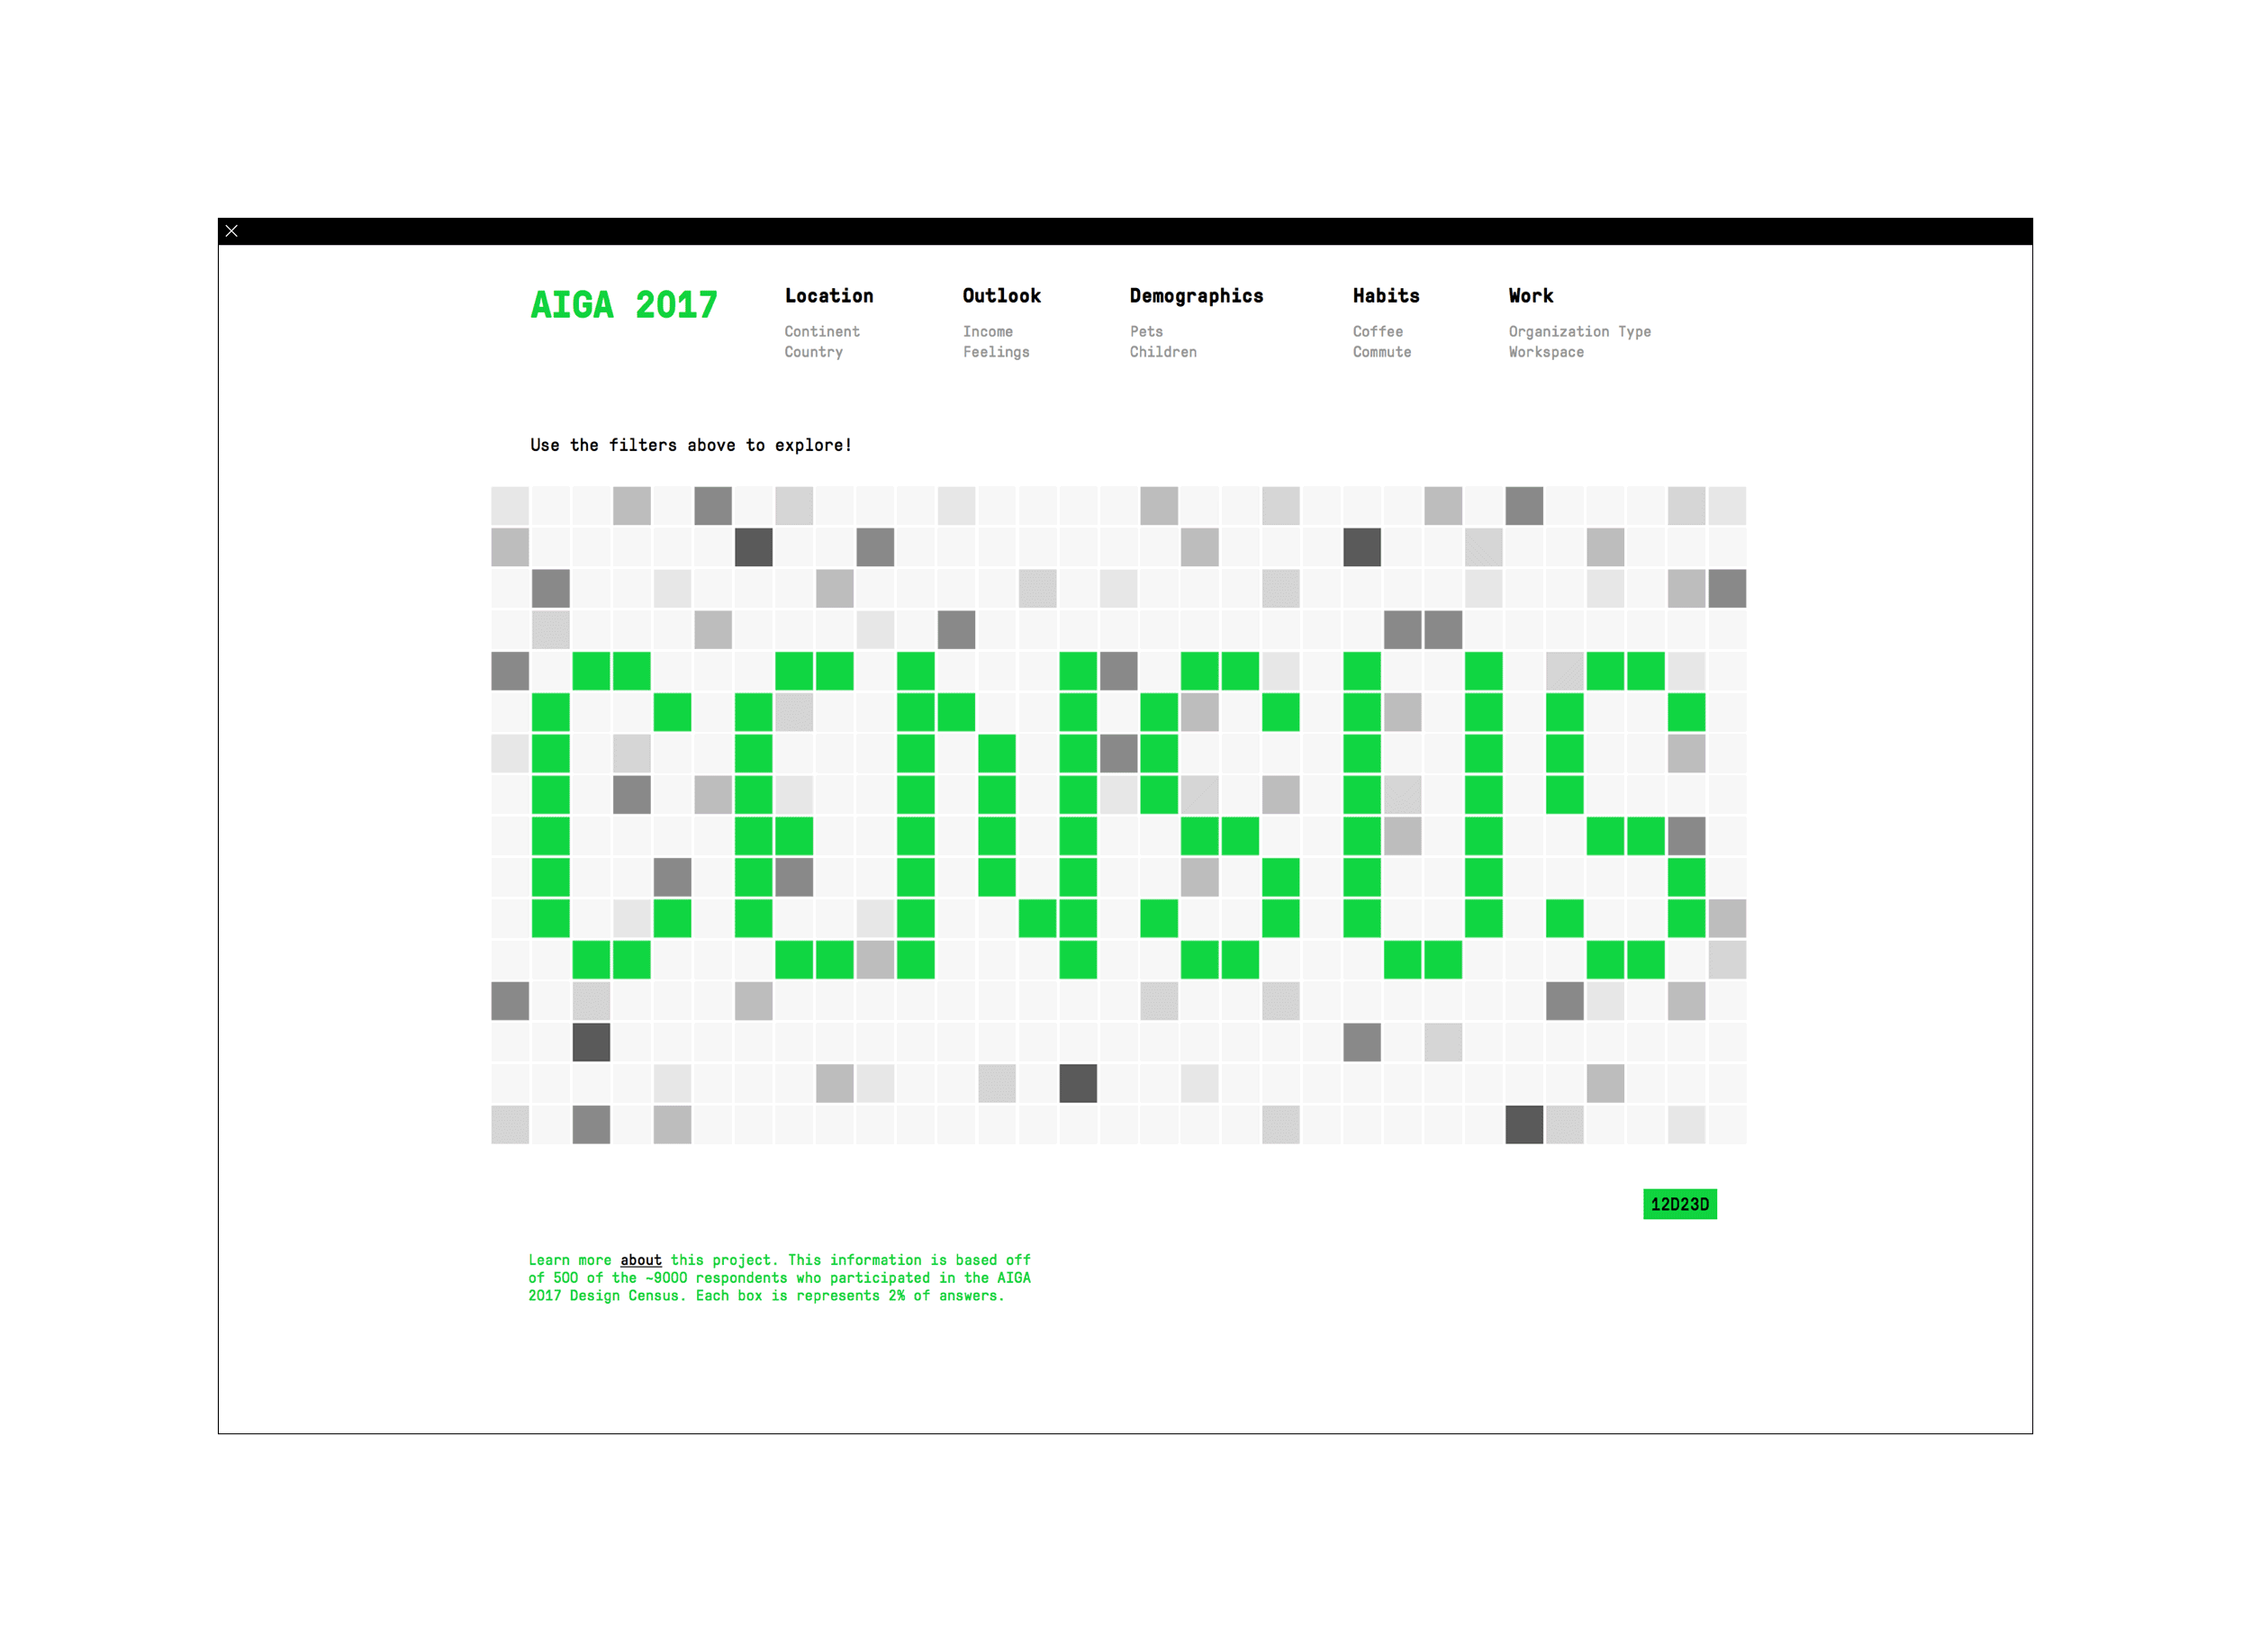 AIGA 2017
Location
Continent
Country
Outlook
Income
Feelings
Demographics
Pets
Children
Habits
Coffee
Commute
Work
Organization Type
Workspace
Use the filters above to explore!
CENSUS
12D23D
Learn more about this project. This information is based off
of 500 of the ~9000 respondents who participated in the AIGA
2017 Design Census. Each box is represents 2% of answers.